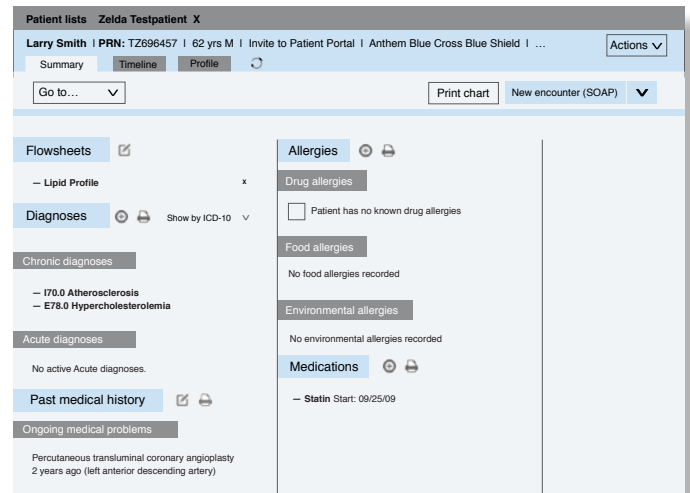 Patient lists Zelda Testpatient X
Larry Smith | PRN: TZ696457 | 62 yrs M | Invite to Patient Portal | Anthem Blue Cross Blue Shield | ...
Actions
Summary Timeline Profile
Go to... Print chart New encounter (SOAP)
Flowsheets
– Lipid Profile x
Diagnoses Show by ICD-10
Chronic diagnoses
– I70.0 Atherosclerosis
– E78.0 Hypercholesterolemia
Acute diagnoses
No active Acute diagnoses.
Past medical history
Ongoing medical problems
Percutaneous transluminal coronary angioplasty
2 years ago (left anterior descending artery)
Allergies
Drug allergies
Patient has no known drug allergies
Food allergies
No food allergies recorded
Environmental allergies
No environmental allergies recorded
Medications
– Statin Start: 09/25/09